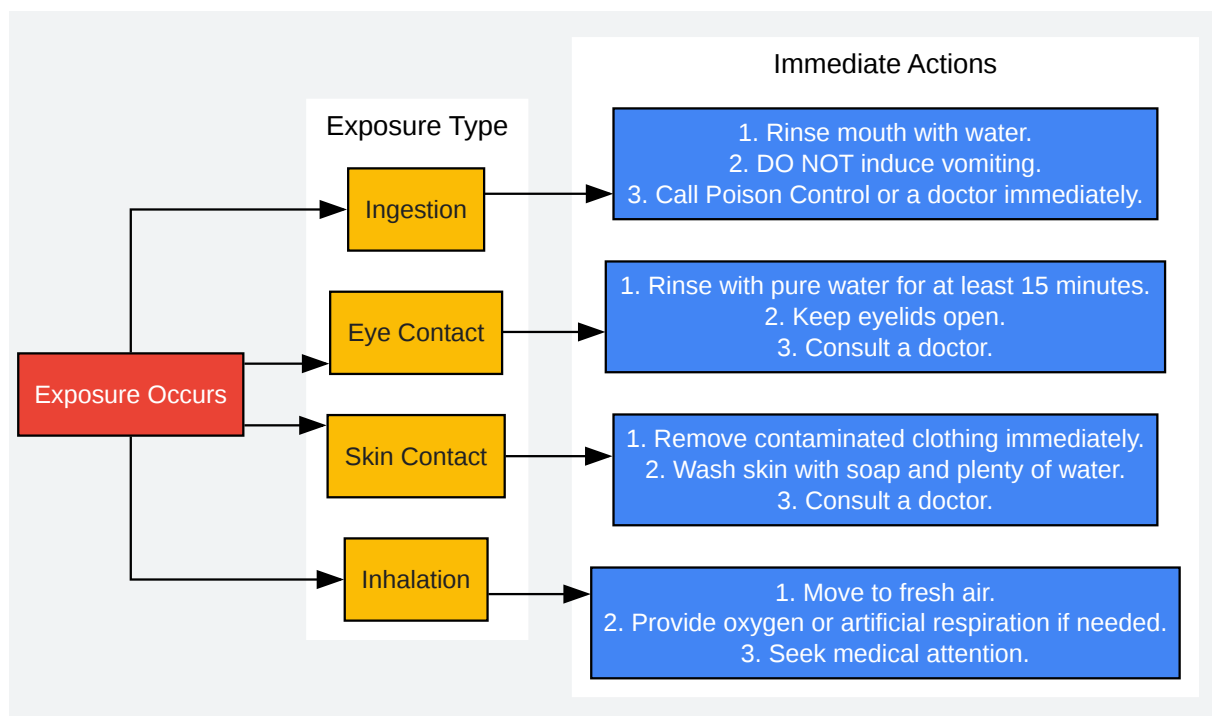 Immediate Actions
Exposure Type
1. Rinse mouth with water.
2. DO NOT induce vomiting.
3. Call Poison Control or a doctor immediately.
Ingestion
1. Rinse with pure water for at least 15 minutes.
2. Keep eyelids open.
3. Consult a doctor.
Eye Contact
Exposure Occurs
1. Remove contaminated clothing immediately.
2. Wash skin with soap and plenty of water.
3. Consult a doctor.
Skin Contact
Inhalation
1. Move to fresh air.
2. Provide oxygen or artificial respiration if needed.
3. Seek medical attention.